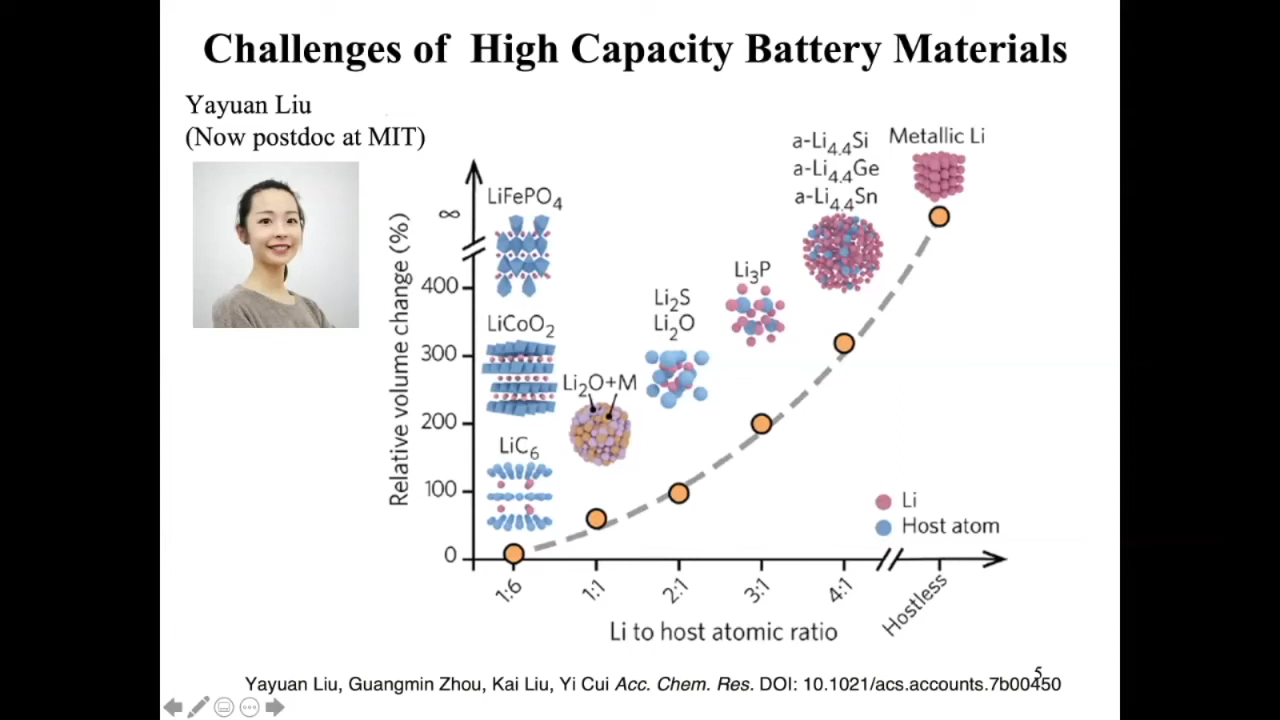 Challenges of High Capacity Battery Materials
Yayuan Liu
(Now postdoc at MIT)
Relative volume change (%)
∞
400
300
200
100
0
LiFePO4
LiCoO2
LiC6
Li2O+M
Li2S
Li2O
Li3P
a-Li4.4Si
a-Li4.4Ge
a-Li4.4Sn
Metallic Li
Li
Host atom
1:6
1:1
2:1
3:1
4:1
Hostless
Li to host atomic ratio
5
Yayuan Liu, Guangmin Zhou, Kai Liu, Yi Cui Acc. Chem. Res. DOI: 10.1021/acs.accounts.7b00450